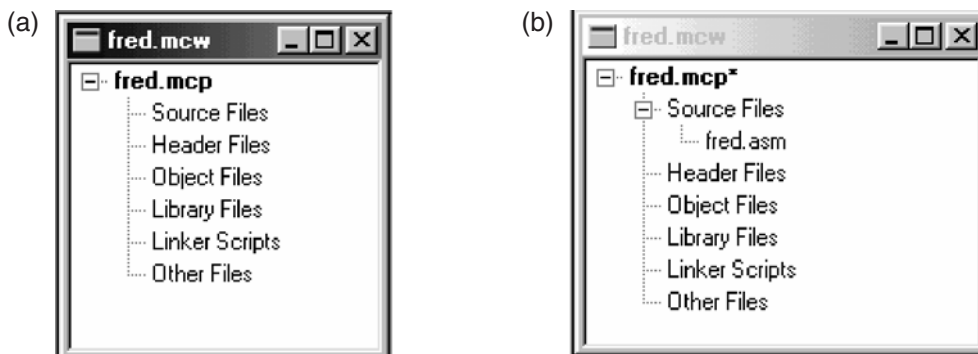 (a)
fred.mcw
fred.mcp
Source Files
Header Files
Object Files
Library Files
Linker Scripts
Other Files
(b)
fred.mcw
fred.mcp*
Source Files
fred.asm
Header Files
Object Files
Library Files
Linker Scripts
Other Files